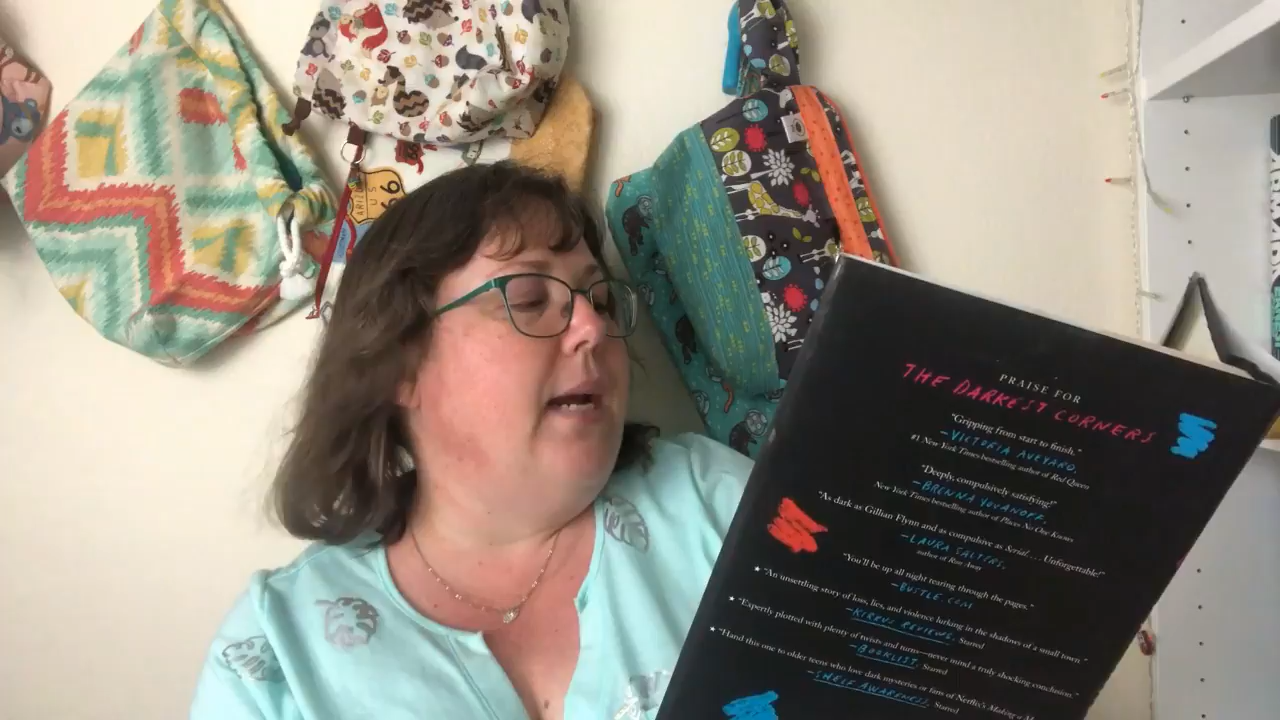 ARIZO
U S
66
PRAISE FOR
THE DARKEST CORNERS
"Gripping from start to finish."
—VICTORIA AVEYARD,
#1 New York Times bestselling author of Red Queen
"Deeply, compulsively satisfying!"
—BRENNA YOVANOFF,
New York Times bestselling author of Places No One Knows
"As dark as Gillian Flynn and as compulsive as Serial. . . . Unforgettable!"
—LAURA SALTERS,
author of Run Away
"You'll be up all night tearing through the pages."
—BUSTLE.COM
★ "An unsettling story of loss, lies, and violence lurking in the shadows of a small town."
—KIRKUS REVIEWS, Starred
★ "Expertly plotted with plenty of twists and turns—never mind a truly shocking conclusion."
—BOOKLIST, Starred
★ "Hand this one to older teens who love dark mysteries or fans of Netflix's Making a
—SHELF AWARENESS, Starred